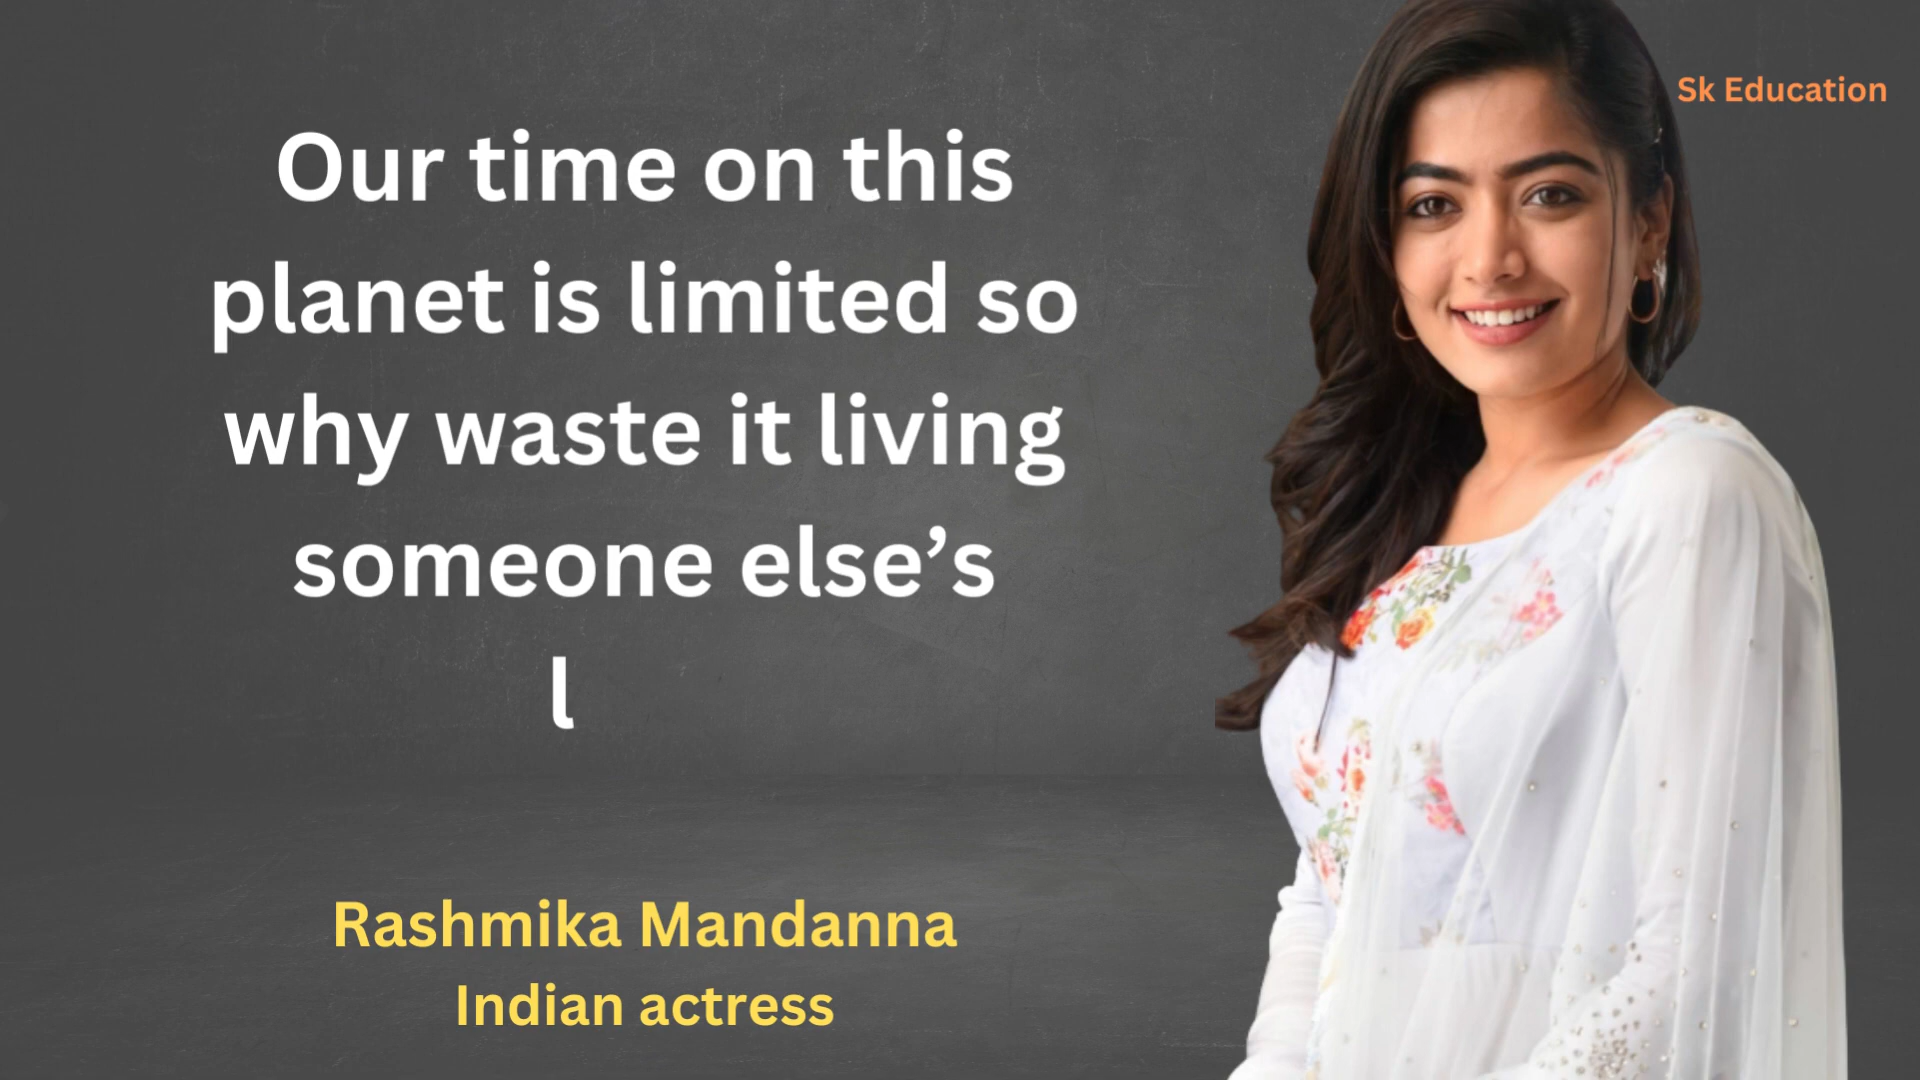 Sk Education
Our time on this
planet is limited so
why waste it living
someone else’s
l
Rashmika Mandanna
Indian actress